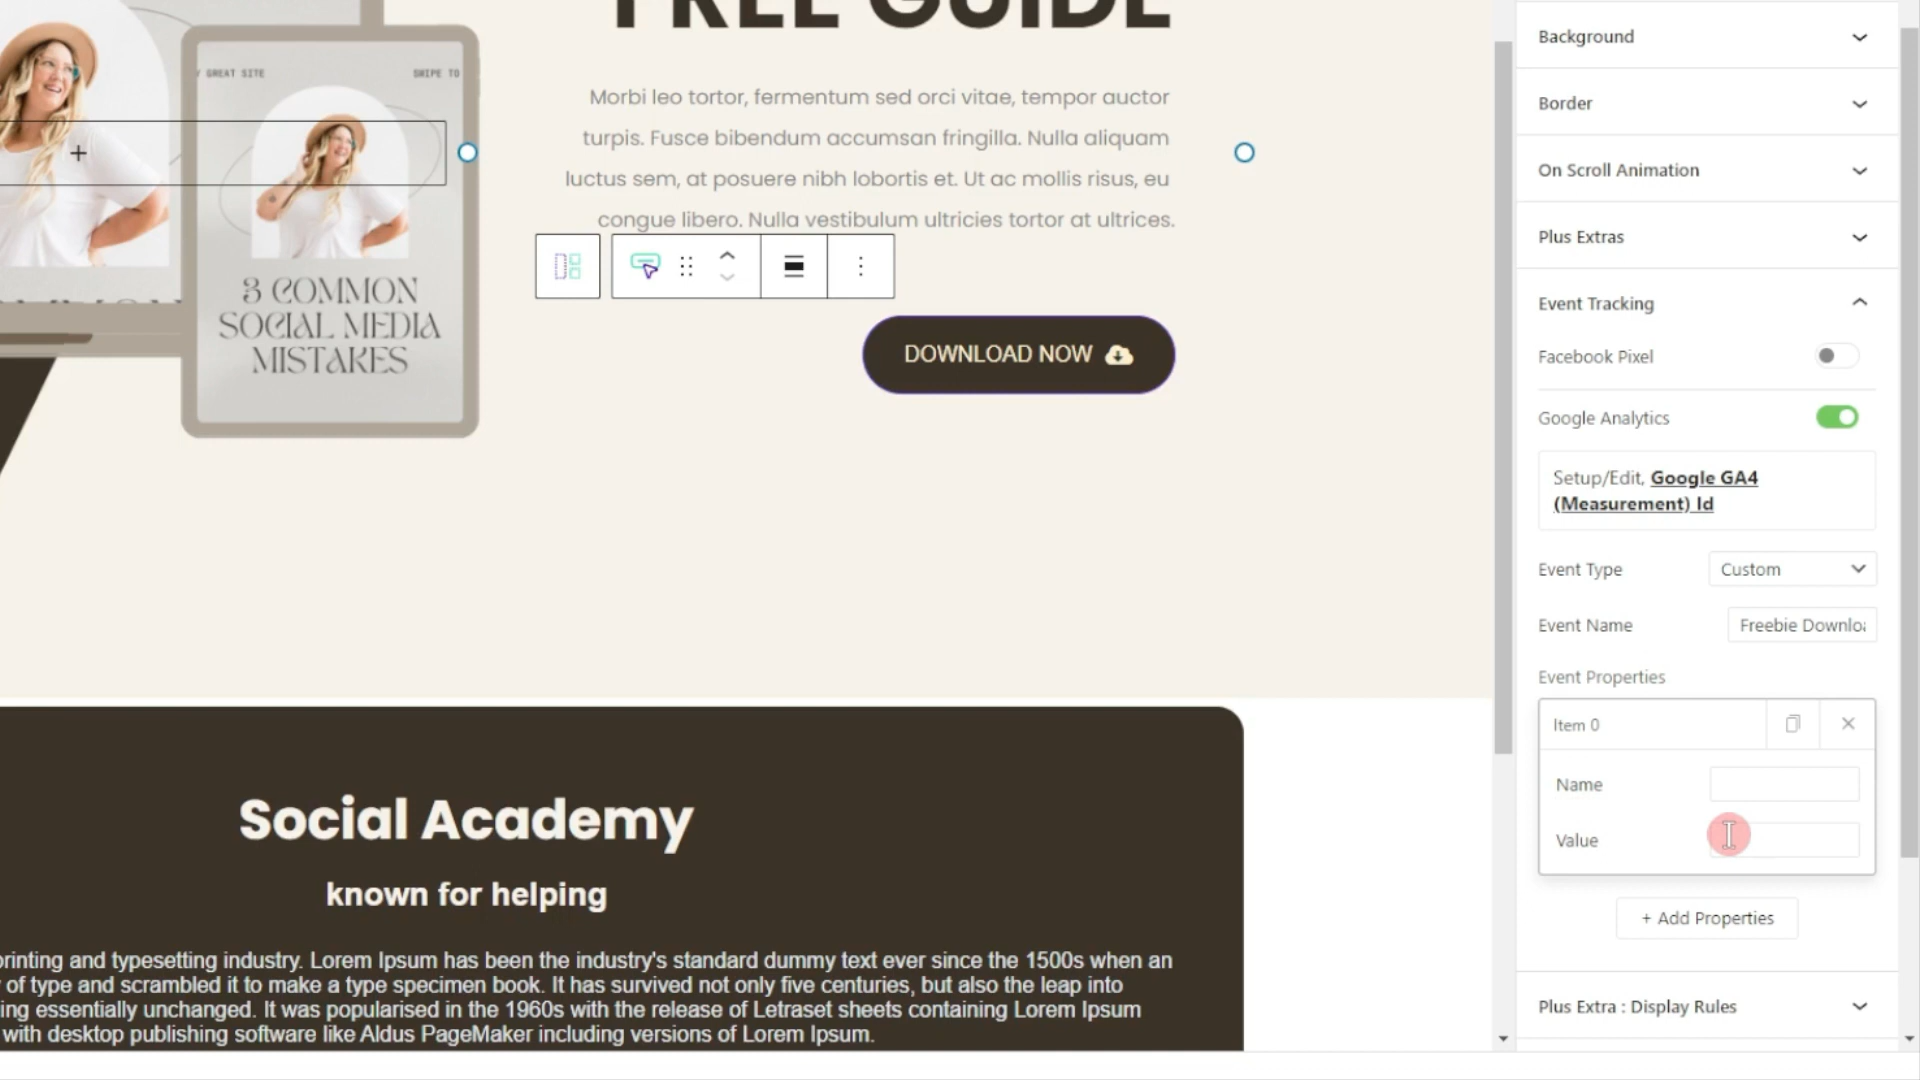 FREE GUIDE
Morbi leo tortor, fermentum sed orci vitae, tempor auctor
turpis. Fusce bibendum accumsan fringilla. Nulla aliquam
luctus sem, at posuere nibh lobortis et. Ut ac mollis risus, eu
congue libero. Nulla vestibulum ultricies tortor at ultrices.
DOWNLOAD NOW
GREAT SITE
SWIPE TO
3 COMMON
SOCIAL MEDIA
MISTAKES
Social Academy
known for helping
printing and typesetting industry. Lorem Ipsum has been the industry's standard dummy text ever since the 1500s when an
of type and scrambled it to make a type specimen book. It has survived not only five centuries, but also the leap into
ing essentially unchanged. It was popularised in the 1960s with the release of Letraset sheets containing Lorem Ipsum
with desktop publishing software like Aldus PageMaker including versions of Lorem Ipsum.
Background
Border
On Scroll Animation
Plus Extras
Event Tracking
Facebook Pixel
Google Analytics
Setup/Edit, Google GA4
(Measurement) Id
Event Type Custom
Event Name Freebie Downloa
Event Properties
Item 0
Name
Value
+ Add Properties
Plus Extra : Display Rules